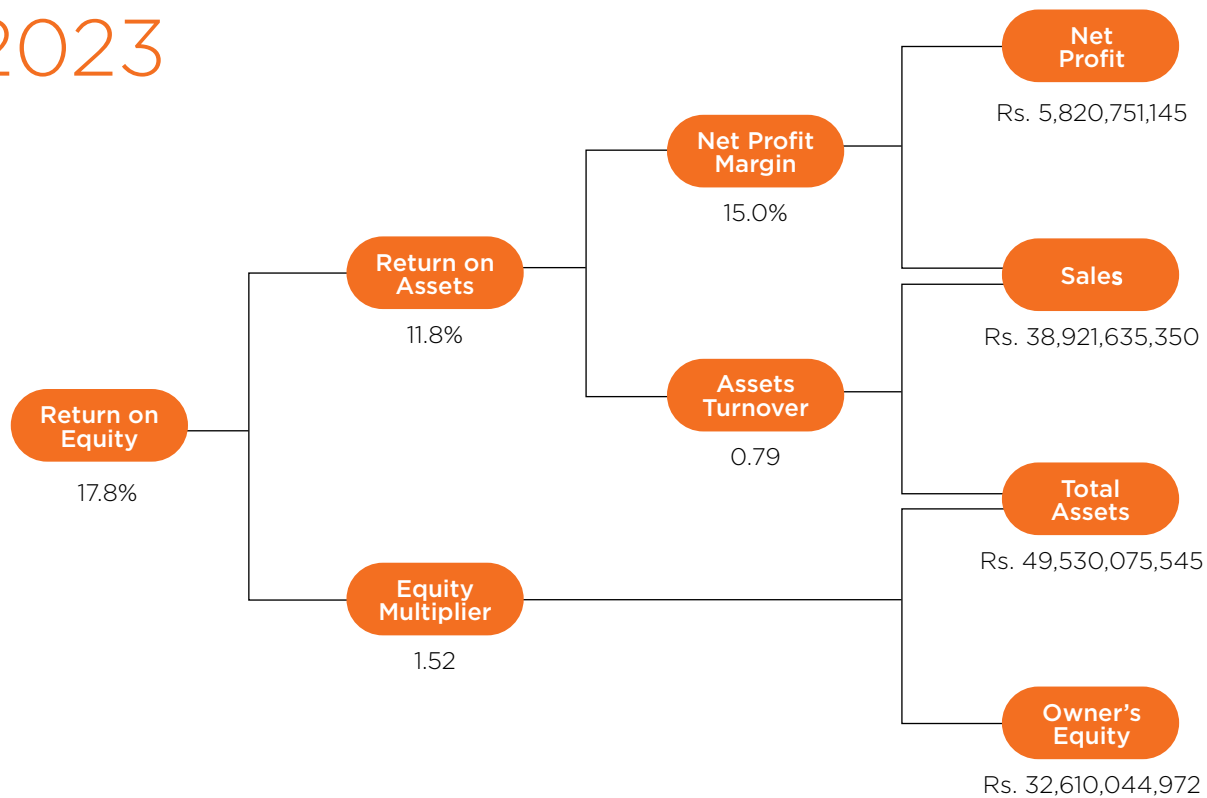 2023
Net
Profit
Rs. 5,820,751,145
Net Profit
Margin
15.0%
Return on
Assets
11.8%
Sales
Rs. 38,921,635,350
Assets
Turnover
0.79
Return on
Equity
17.8%
Total
Assets
Rs. 49,530,075,545
Equity
Multiplier
1.52
Owner's
Equity
Rs. 32,610,044,972